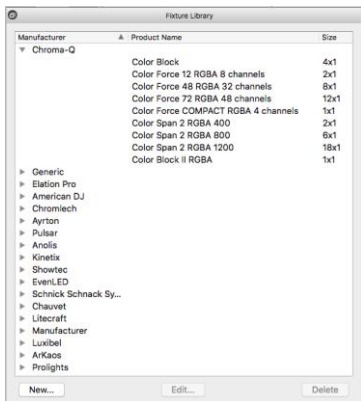 Fixture Library
Manufacturer Product Name Size
Chroma-Q
Color Block 4x1
Color Force 12 RGBA 8 channels 2x1
Color Force 48 RGBA 32 channels 8x1
Color Force 72 RGBA 48 channels 12x1
Color Force COMPACT RGBA 4 channels 1x1
Color Span 2 RGBA 400 2x1
Color Span 2 RGBA 800 6x1
Color Span 2 RGBA 1200 18x1
Color Block II RGBA 1x1
Generic
Elation Pro
American DJ
Chromlech
Ayrton
Pulsar
Anolis
Kinetix
Showtec
EvenLED
Schnick Schnack Sy...
Chauvet
Litecraft
Manufacturer
Luxibel
ArKaos
Prolights
New... Edit... Delete